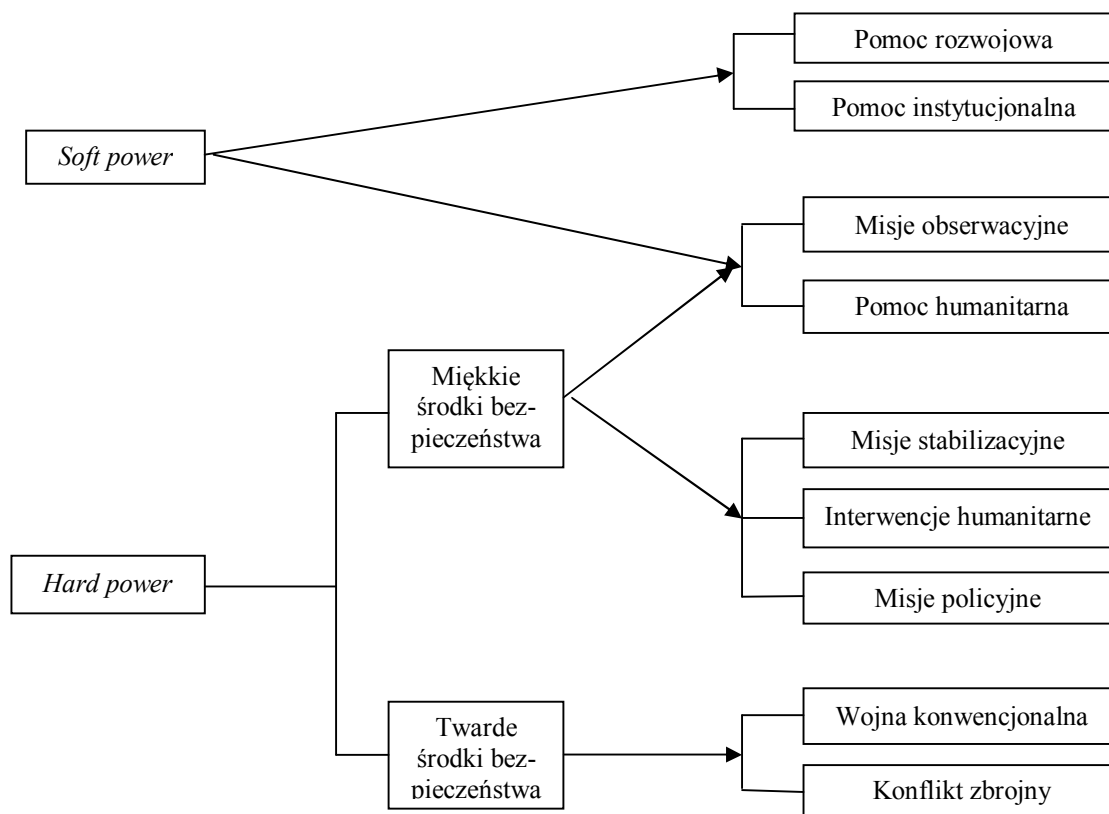 Pomoc rozwojowa
Pomoc instytucjonalna
Soft power
Misje obserwacyjne
Pomoc humanitarna
Miękkie
środki bez-
pieczeństwa
Misje stabilizacyjne
Interwencje humanitarne
Hard power
Misje policyjne
Wojna konwencjonalna
Twarde
środki bez-
pieczeństwa
Konflikt zbrojny